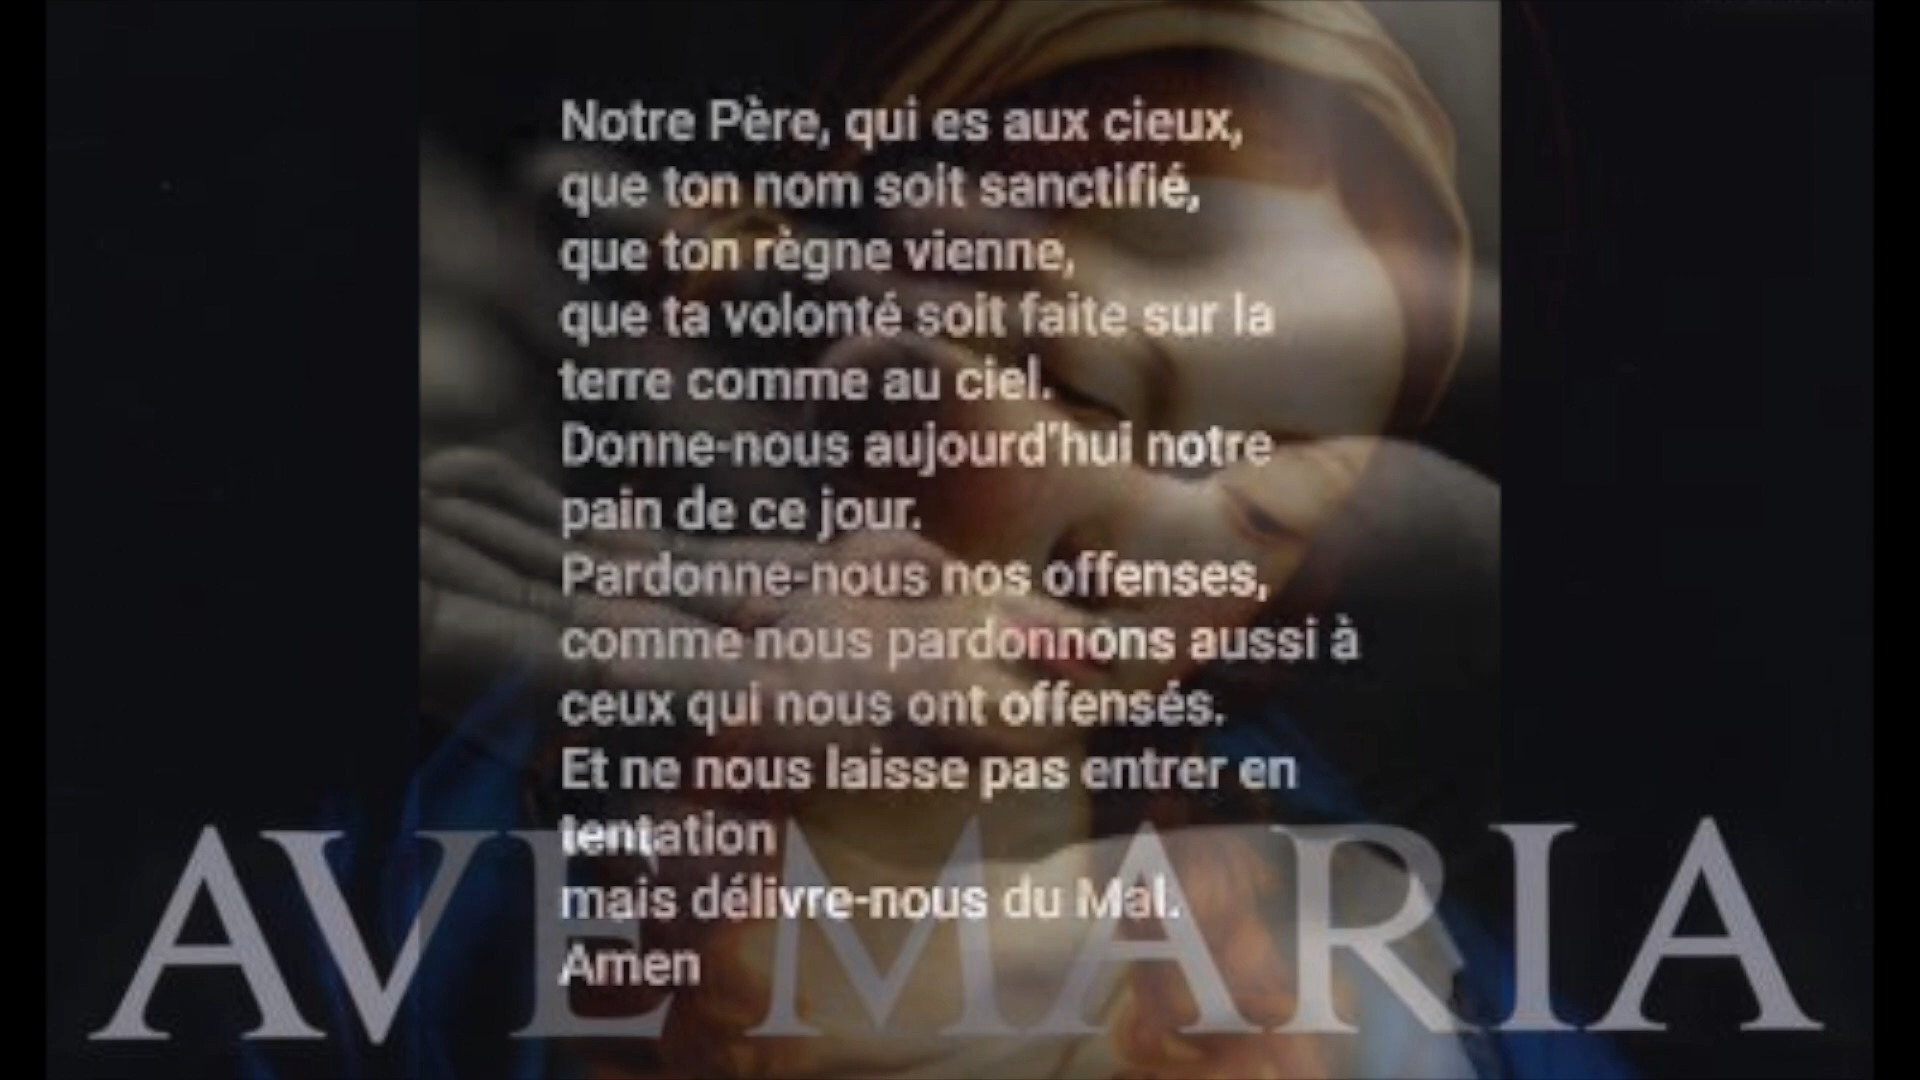 Notre Père, qui es aux cieux,
que ton nom soit sanctifié,
que ton règne vienne,
que ta volonté soit faite sur la
terre comme au ciel.
Donne-nous aujourd'hui notre
pain de ce jour.
Pardonne-nous nos offenses,
comme nous pardonnons aussi à
ceux qui nous ont offensés.
Et ne nous laisse pas entrer en
tentation
mais délivre-nous du Mal.
Amen
AVE MARIA